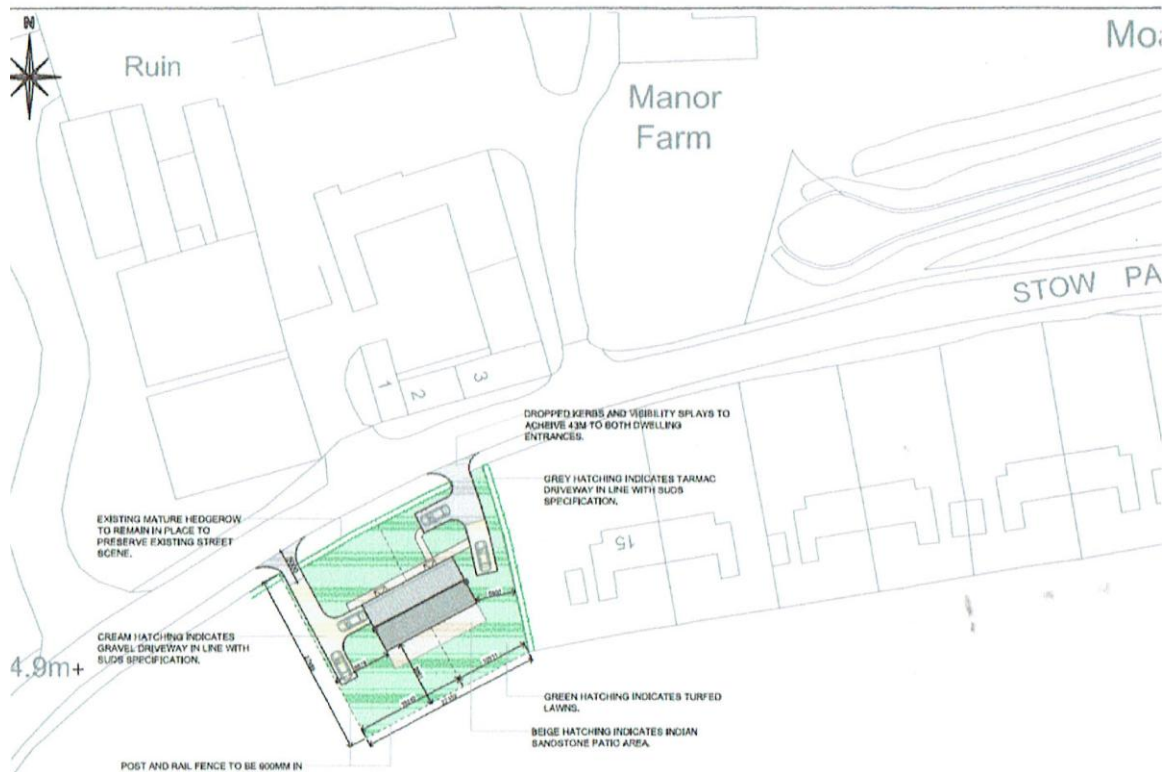 N
Ruin
Manor
Farm
Moa
STOW PA
1
2
3
DROPPED KERBS AND VISIBILITY SPLAYS TO
ACHEIVE 43M TO BOTH DWELLING
ENTRANCES.
GREY HATCHING INDICATES TARMAC
DRIVEWAY IN LINE WITH SUDS
SPECIFICATION.
EXISTING MATURE HEDGEROW
TO REMAIN IN PLACE TO
PRESERVE EXISTING STREET
SCENE.
15
CREAM HATCHING INDICATES
GRAVEL DRIVEWAY IN LINE WITH
SUDS SPECIFICATION.
4.9m+
GREEN HATCHING INDICATES TURFED
LAWNS.
BEIGE HATCHING INDICATES INDIAN
SANDSTONE PATIO AREA.
POST AND RAIL FENCE TO BE 900MM IN